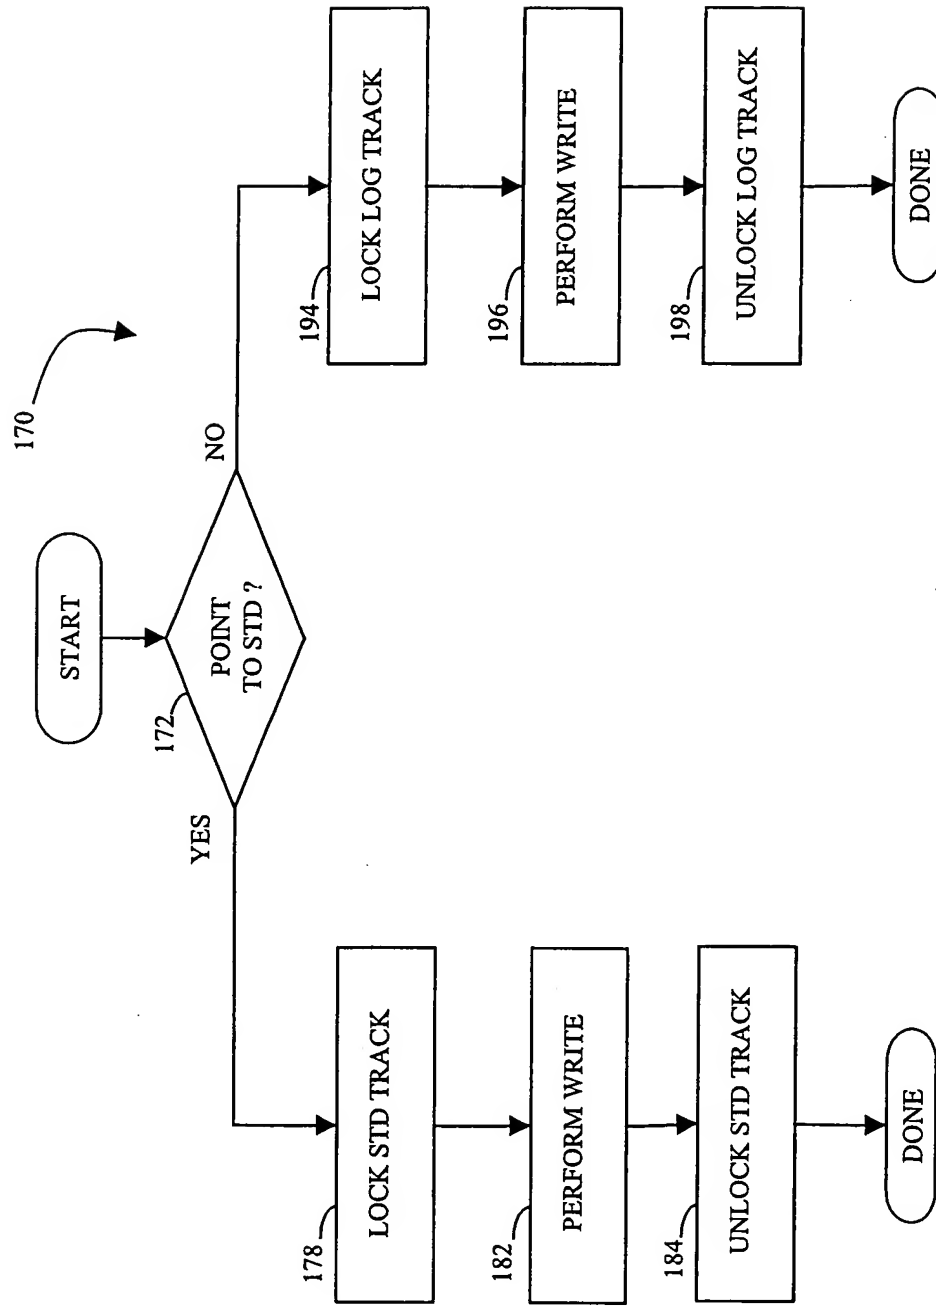 170
START
172
POINT
TO STD ?
YES
NO
178
LOCK STD TRACK
182
PERFORM WRITE
184
UNLOCK STD TRACK
DONE
194
LOCK LOG TRACK
196
PERFORM WRITE
198
UNLOCK LOG TRACK
DONE